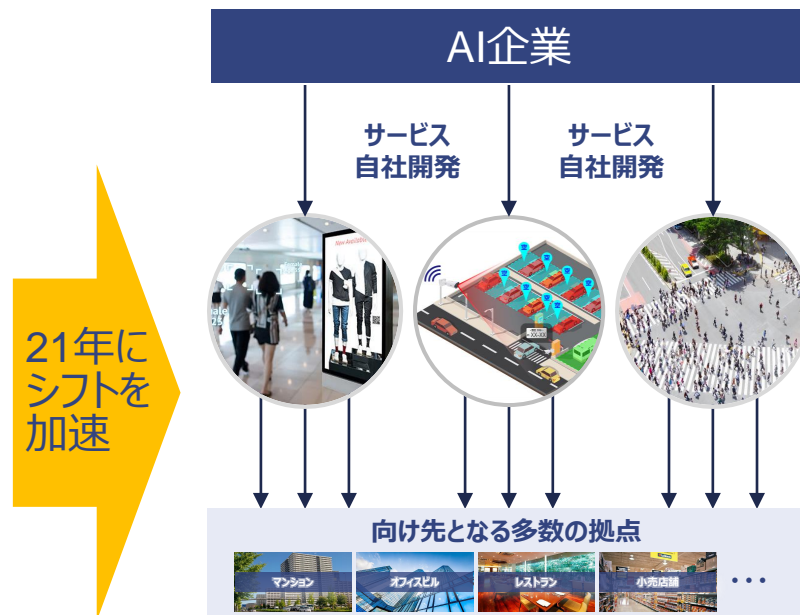 AI企業
サービス
自社開発
サービス
自社開発
21年に
シフトを
加速
New Available
向け先となる多数の拠点
マンション
オフィスビル
レストラン
小売店舗
・・・